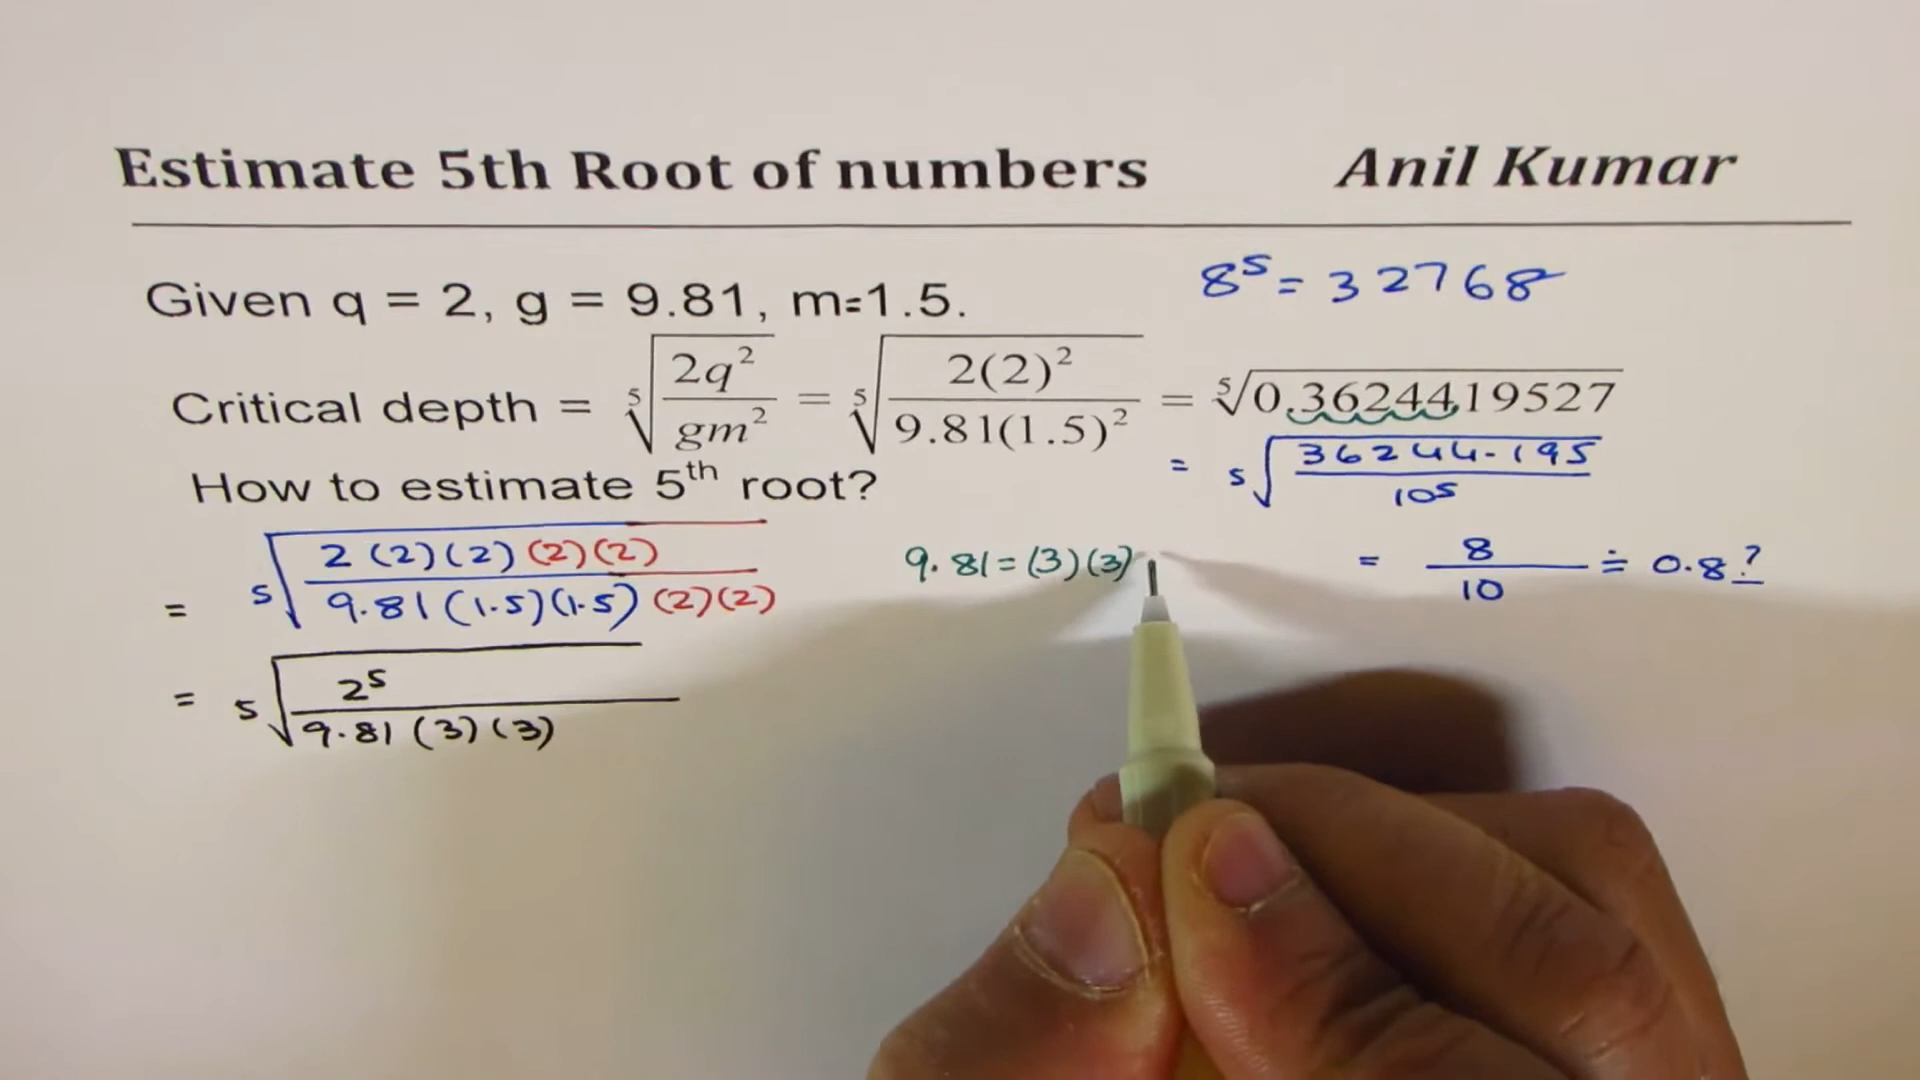 Estimate 5th Root of numbers Anil Kumar
Given q = 2, g = 9.81, m=1.5.
8⁵ = 32768
Critical depth = ⁵√(2q²/gm²) = ⁵√(2(2)²/9.81(1.5)²) = ⁵√0.3624419527
= ⁵√(36244.195/10⁵)
How to estimate 5th root?
= ⁵√(2(2)(2)(2)(2)/9.81(1.5)(1.5)(2)(2))
9.81 = (3)(3)
= 8/10 ≐ 0.8?
= ⁵√(2⁵/9.81(3)(3))